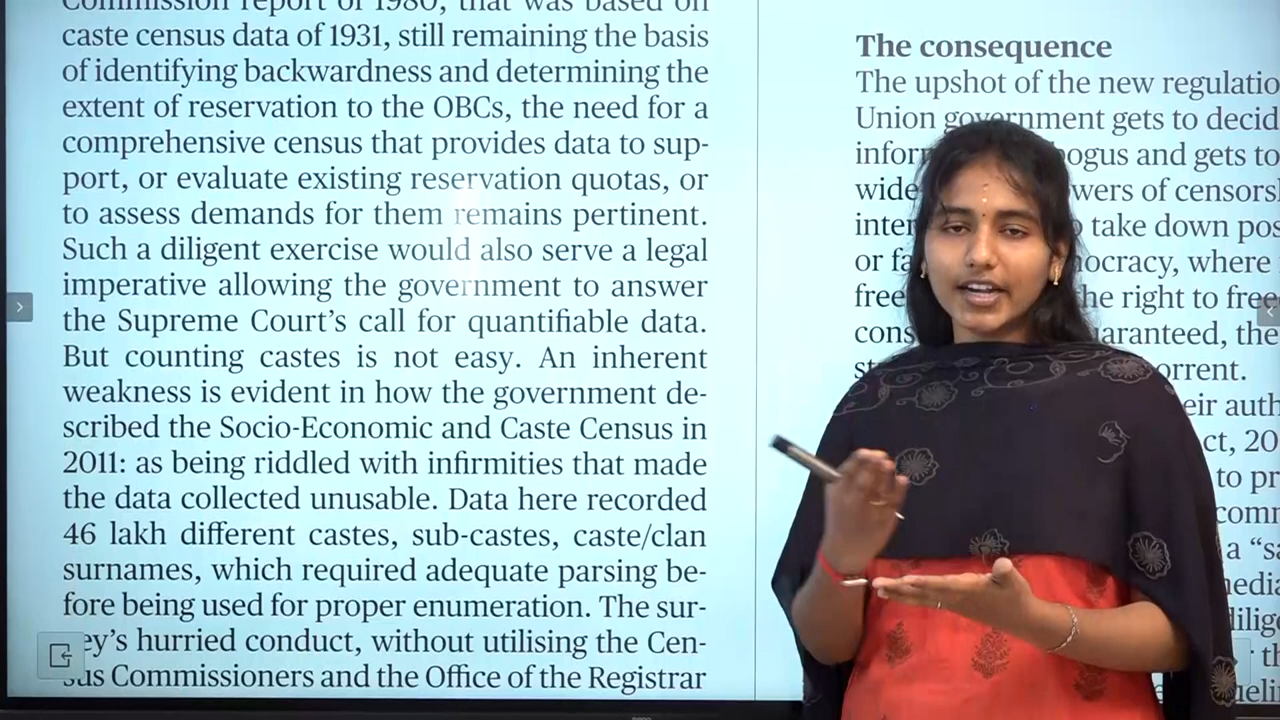 Commission report of 1980, that was based on
caste census data of 1931, still remaining the basis
of identifying backwardness and determining the
extent of reservation to the OBCs, the need for a
comprehensive census that provides data to sup-
port, or evaluate existing reservation quotas, or
to assess demands for them remains pertinent.
Such a diligent exercise would also serve a legal
imperative allowing the government to answer
the Supreme Court's call for quantifiable data.
But counting castes is not easy. An inherent
weakness is evident in how the government de-
scribed the Socio-Economic and Caste Census in
2011: as being riddled with infirmities that made
the data collected unusable. Data here recorded
46 lakh different castes, sub-castes, caste/clan
surnames, which required adequate parsing be-
fore being used for proper enumeration. The sur-
ey's hurried conduct, without utilising the Cen-
us Commissioners and the Office of the Registrar
The consequence
The upshot of the new regulatio
Union government gets to decid
infor bogus and gets to
wide wers of censorsh
inter take down pos
or fa mocracy, where
free he right to free
cons aranteed, the
st orrent.
eir auth
ct, 20
to pr
comm
a “sa
media
dilige
th